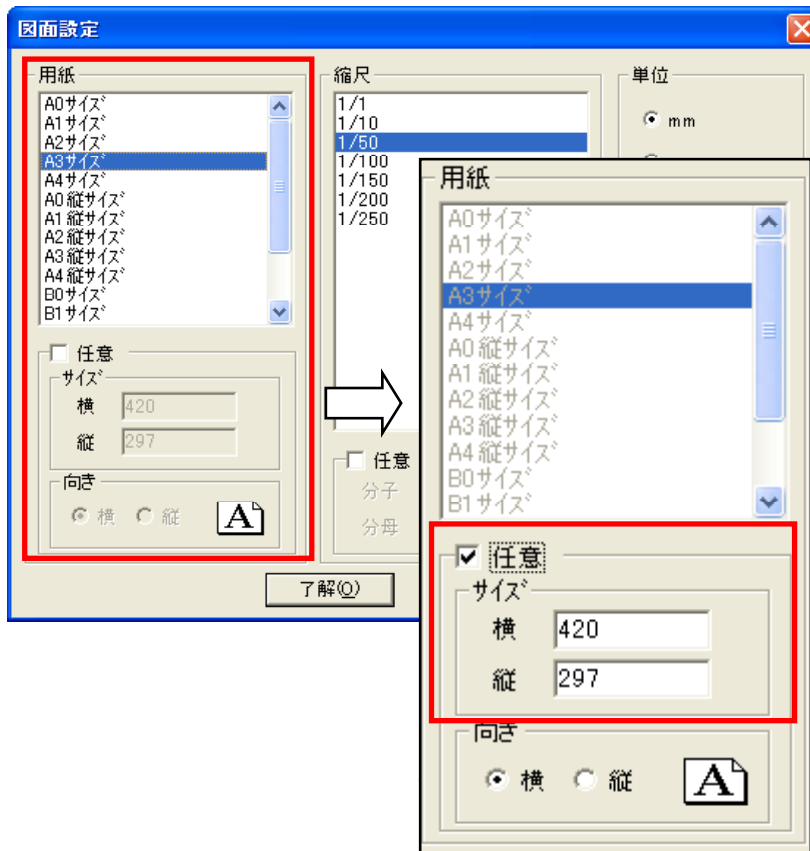 図面設定
用紙
A0サイズ
A1サイズ
A2サイズ
A3サイズ
A4サイズ
A0縦サイズ
A1縦サイズ
A2縦サイズ
A3縦サイズ
A4縦サイズ
B0サイズ
B1サイズ
任意
サイズ
横 420
縦 297
向き
横 縦 A
縮尺
1/1
1/10
1/50
1/100
1/150
1/200
1/250
任意
分子
分母
単位
mm
了解(O)
用紙
A0サイズ
A1サイズ
A2サイズ
A3サイズ
A4サイズ
A0縦サイズ
A1縦サイズ
A2縦サイズ
A3縦サイズ
A4縦サイズ
B0サイズ
B1サイズ
任意
サイズ
横 420
縦 297
向き
横 縦 A